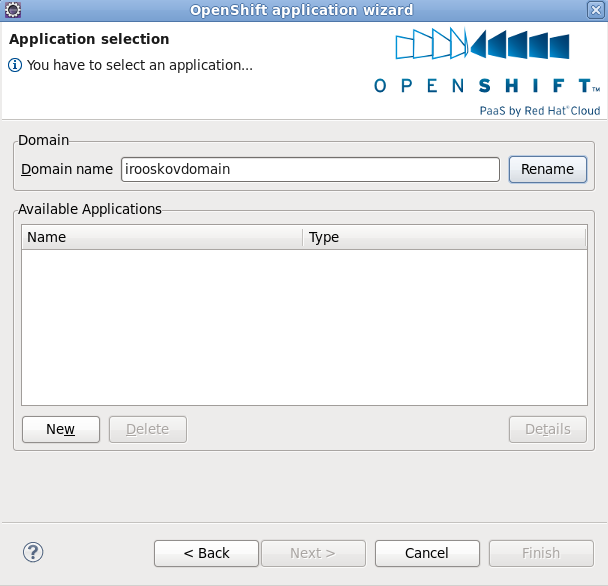 OpenShift application wizard
Application selection
You have to select an application...
OPENSHIFT™
PaaS by Red Hat® Cloud
Domain
Domain name irooskovdomain Rename
Available Applications
Name Type
New Delete Details
? < Back Next > Cancel Finish